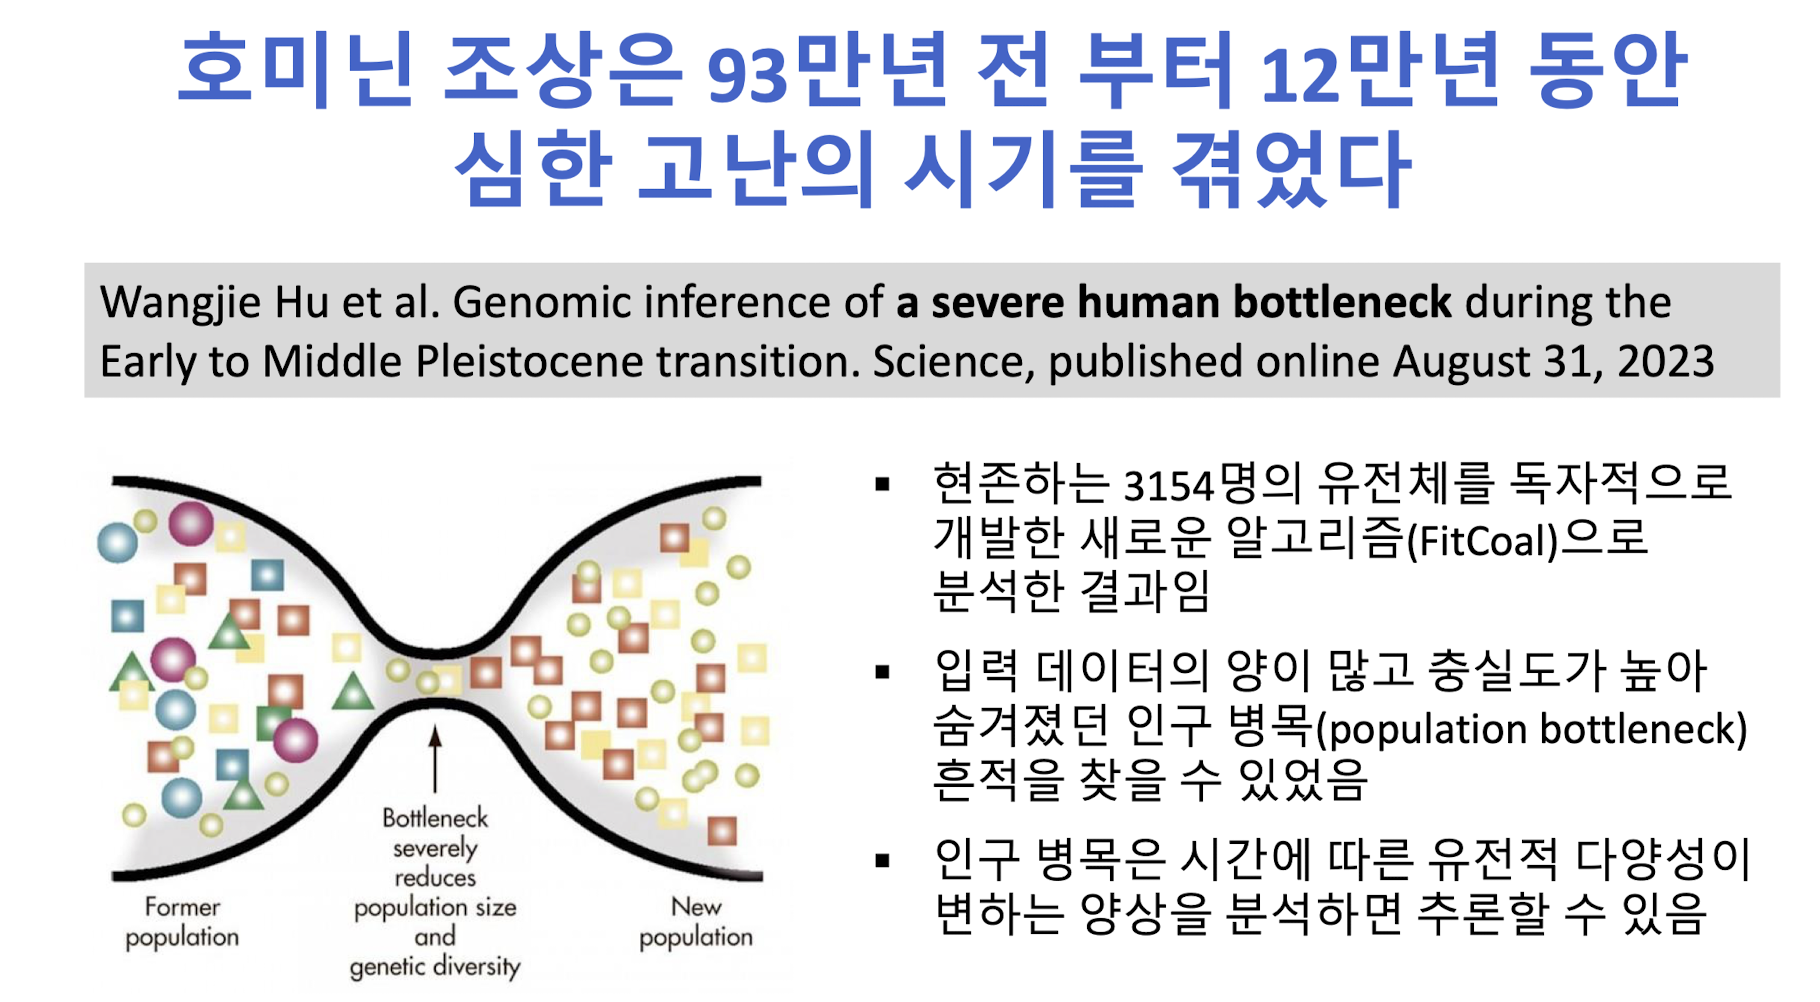 호미닌 조상은 93만년 전 부터 12만년 동안
심한 고난의 시기를 겪었다
Wangjie Hu et al. Genomic inference of a severe human bottleneck during the
Early to Middle Pleistocene transition. Science, published online August 31, 2023
Bottleneck
severely
reduces
population size
and
genetic diversity
Former
population
New
population
▪ 현존하는 3154명의 유전체를 독자적으로
개발한 새로운 알고리즘(FitCoal)으로
분석한 결과임
▪ 입력 데이터의 양이 많고 충실도가 높아
숨겨졌던 인구 병목(population bottleneck)
흔적을 찾을 수 있었음
▪ 인구 병목은 시간에 따른 유전적 다양성이
변하는 양상을 분석하면 추론할 수 있음